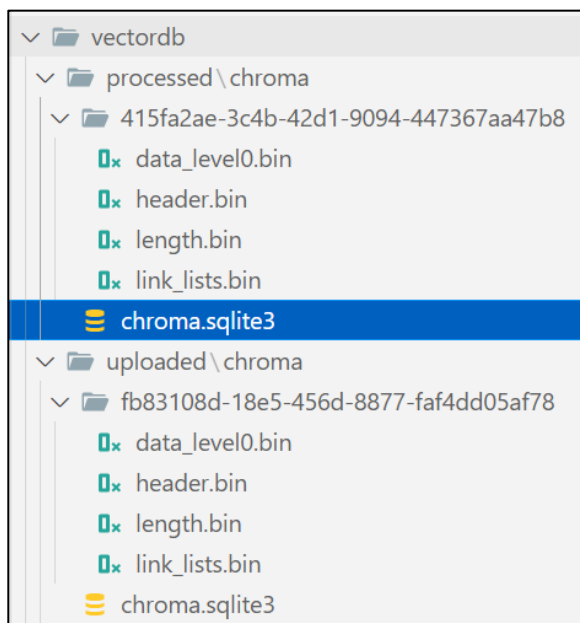 vectordb
processed\chroma
415fa2ae-3c4b-42d1-9094-447367aa47b8
data_level0.bin
header.bin
length.bin
link_lists.bin
chroma.sqlite3
uploaded\chroma
fb83108d-18e5-456d-8877-faf4dd05af78
data_level0.bin
header.bin
length.bin
link_lists.bin
chroma.sqlite3